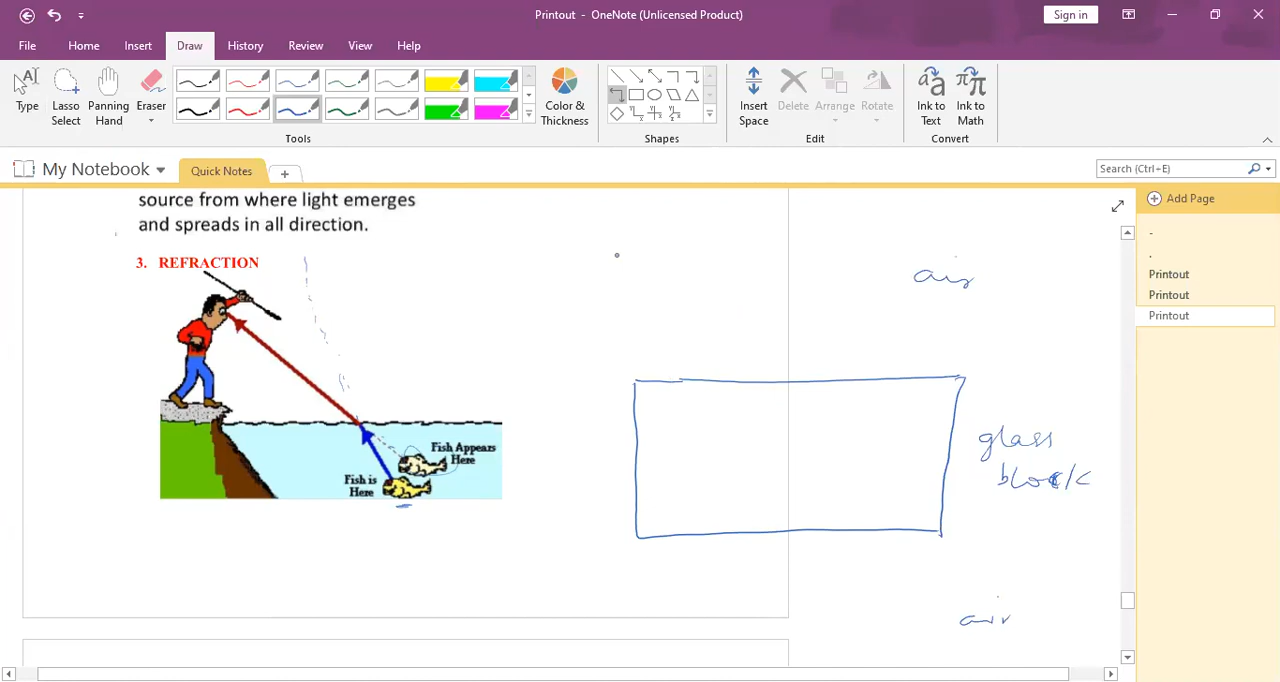 Printout - OneNote (Unlicensed Product)
Sign in
File Home Insert Draw History Review View Help
Type
Lasso Select
Panning Hand
Eraser
Color & Thickness
Insert Space
Delete
Arrange
Rotate
Ink to Text
Ink to Math
Tools
Shapes
Edit
Convert
My Notebook
Quick Notes
Search (Ctrl+E)
Add Page
-
.
Printout
Printout
Printout
source from where light emerges
and spreads in all direction.
3. REFRACTION
Fish Appears
Here
Fish is
Here
air
glass
block
air